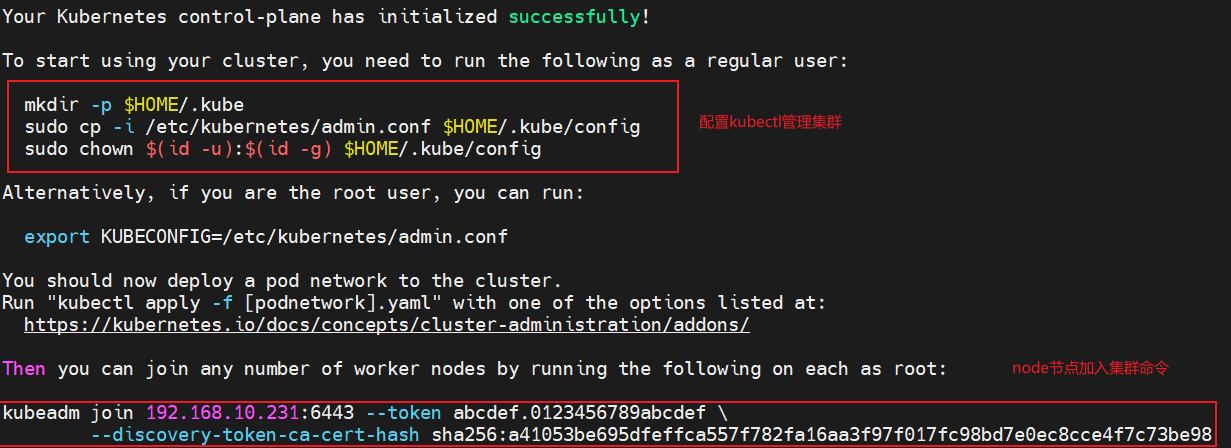 Your Kubernetes control-plane has initialized successfully!
To start using your cluster, you need to run the following as a regular user:
mkdir -p $HOME/.kube
sudo cp -i /etc/kubernetes/admin.conf $HOME/.kube/config
配置kubectl管理集群
sudo chown $(id -u):$(id -g) $HOME/.kube/config
Alternatively, if you are the root user, you can run:
export KUBECONFIG=/etc/kubernetes/admin.conf
You should now deploy a pod network to the cluster.
Run "kubectl apply -f [podnetwork].yaml" with one of the options listed at:
https://kubernetes.io/docs/concepts/cluster-administration/addons/
Then you can join any number of worker nodes by running the following on each as root:
node节点加入集群命令
kubeadm join 192.168.10.231:6443 --token abcdef.0123456789abcdef \
--discovery-token-ca-cert-hash sha256:a41053be695dfeffca557f782fa16aa3f97f017fc98bd7e0ec8cce4f7c73be98